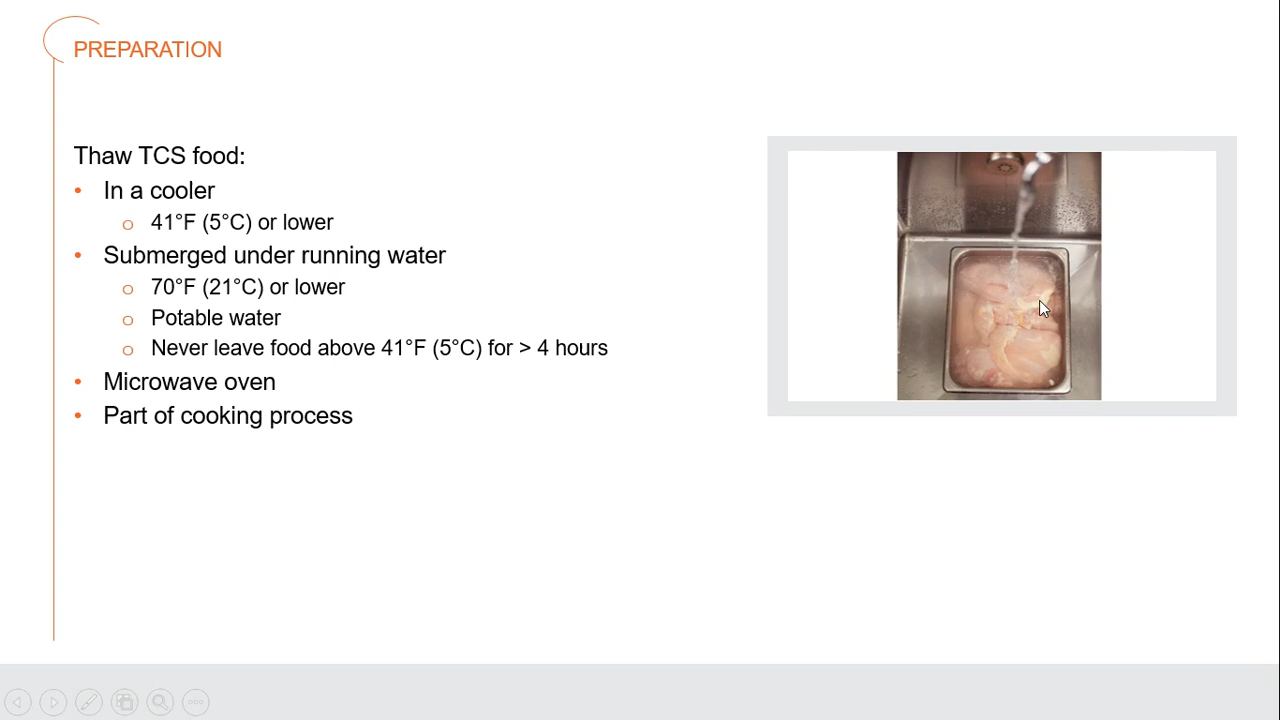 PREPARATION
Thaw TCS food:
• In a cooler
o 41°F (5°C) or lower
• Submerged under running water
o 70°F (21°C) or lower
o Potable water
o Never leave food above 41°F (5°C) for > 4 hours
• Microwave oven
• Part of cooking process